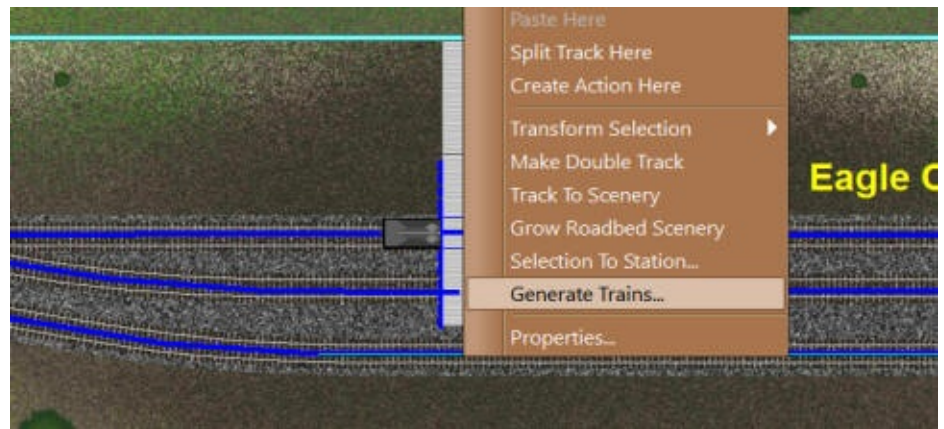 Paste Here
Split Track Here
Create Action Here
Transform Selection
Make Double Track
Track To Scenery
Eagle
Grow Roadbed Scenery
Selection To Station...
Generate Trains...
Properties...